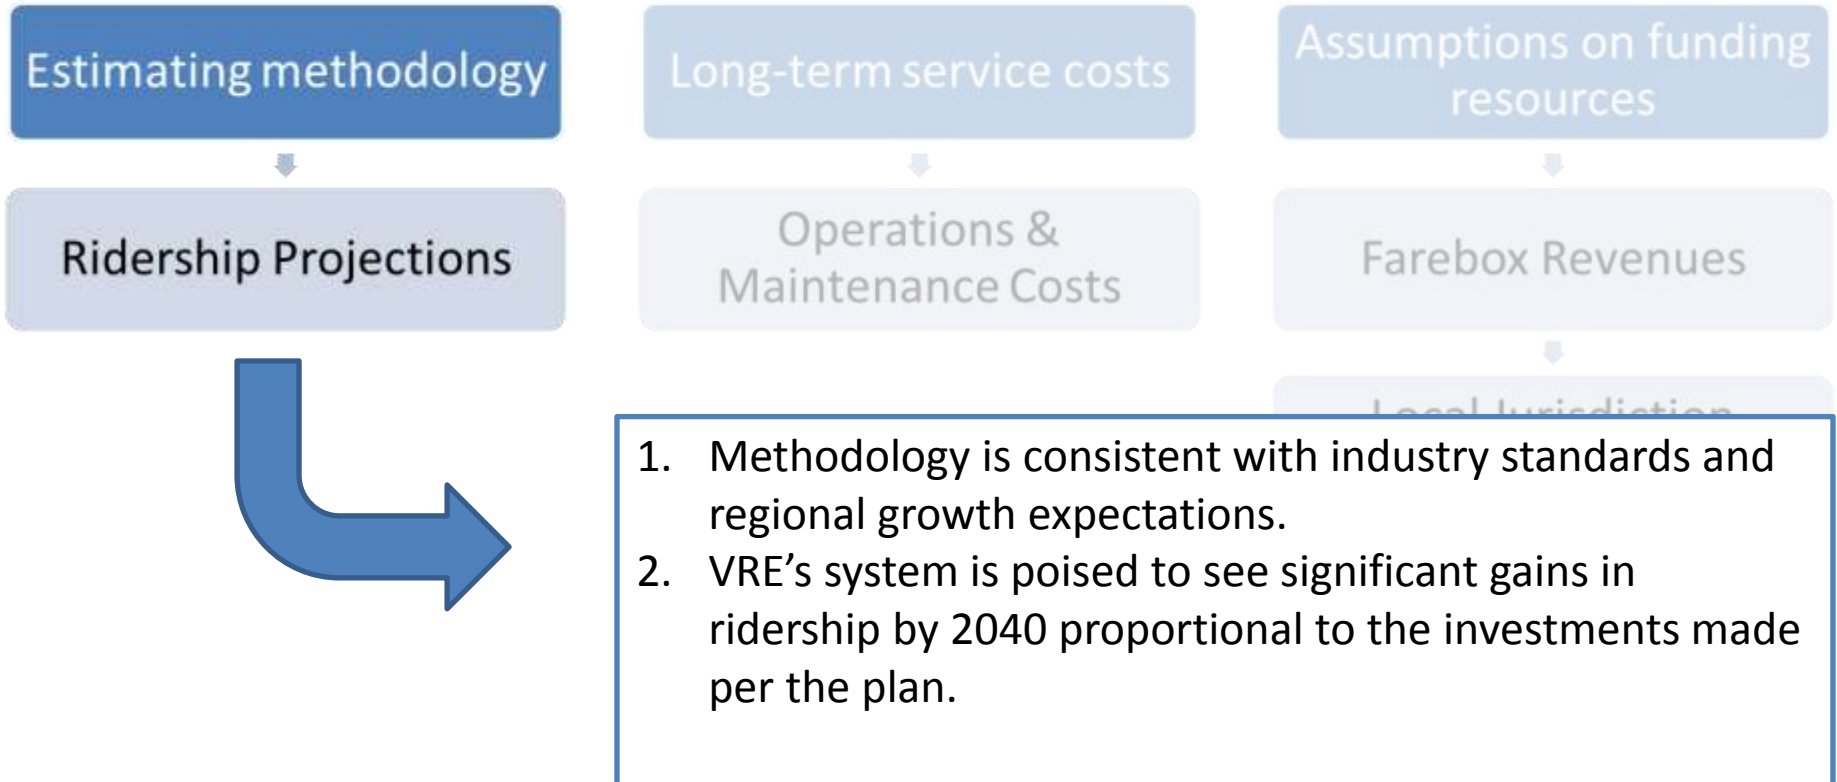 Estimating methodology
Long-term service costs
Assumptions on funding
resources
Ridership Projections
Operations &
Maintenance Costs
Farebox Revenues
Local Jurisdiction
1. Methodology is consistent with industry standards and
regional growth expectations.
2. VRE’s system is poised to see significant gains in
ridership by 2040 proportional to the investments made
per the plan.